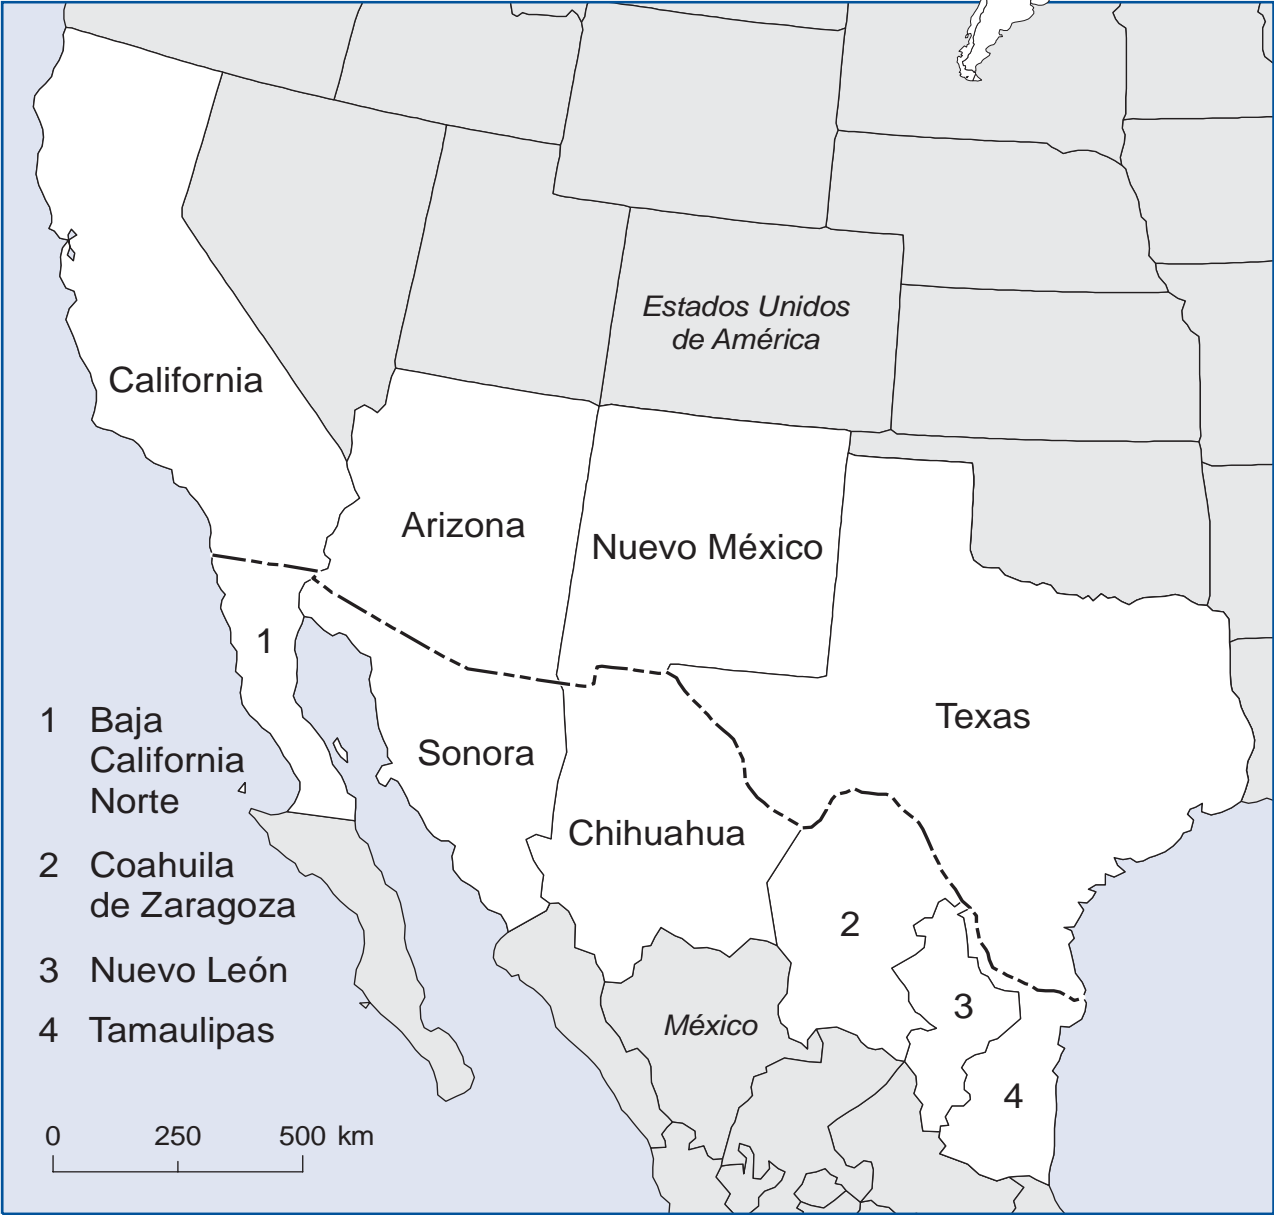 Estados Unidos
de América
California
Arizona
Nuevo México
1
Texas
Sonora
Chihuahua
2
3
México
4
1 Baja
California
Norte
2 Coahuila
de Zaragoza
3 Nuevo León
4 Tamaulipas
0 250 500 km